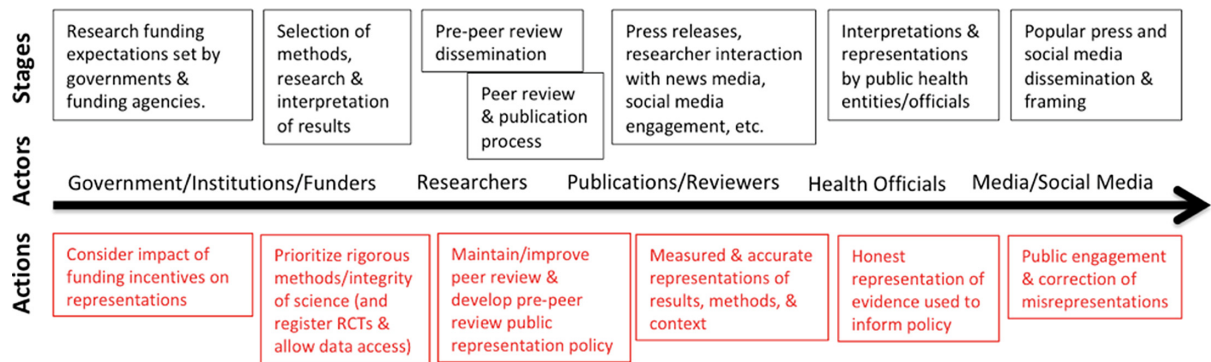 Stages
Research funding
expectations set by
governments &
funding agencies.
Selection of
methods,
research &
interpretation
of results
Pre-peer review
dissemination
Peer review
& publication
process
Press releases,
researcher interaction
with news media,
social media
engagement, etc.
Interpretations &
representations
by public health
entities/officials
Popular press and
social media
dissemination &
framing
Actors
Government/Institutions/Funders
Researchers
Publications/Reviewers
Health Officials
Media/Social Media
Actions
Consider impact of
funding incentives on
representations
Prioritize rigorous
methods/integrity
of science (and
register RCTs &
allow data access)
Maintain/improve
peer review &
develop pre-peer
review public
representation policy
Measured & accurate
representations of
results, methods, &
context
Honest
representation of
evidence used to
inform policy
Public engagement
& correction of
misrepresentations